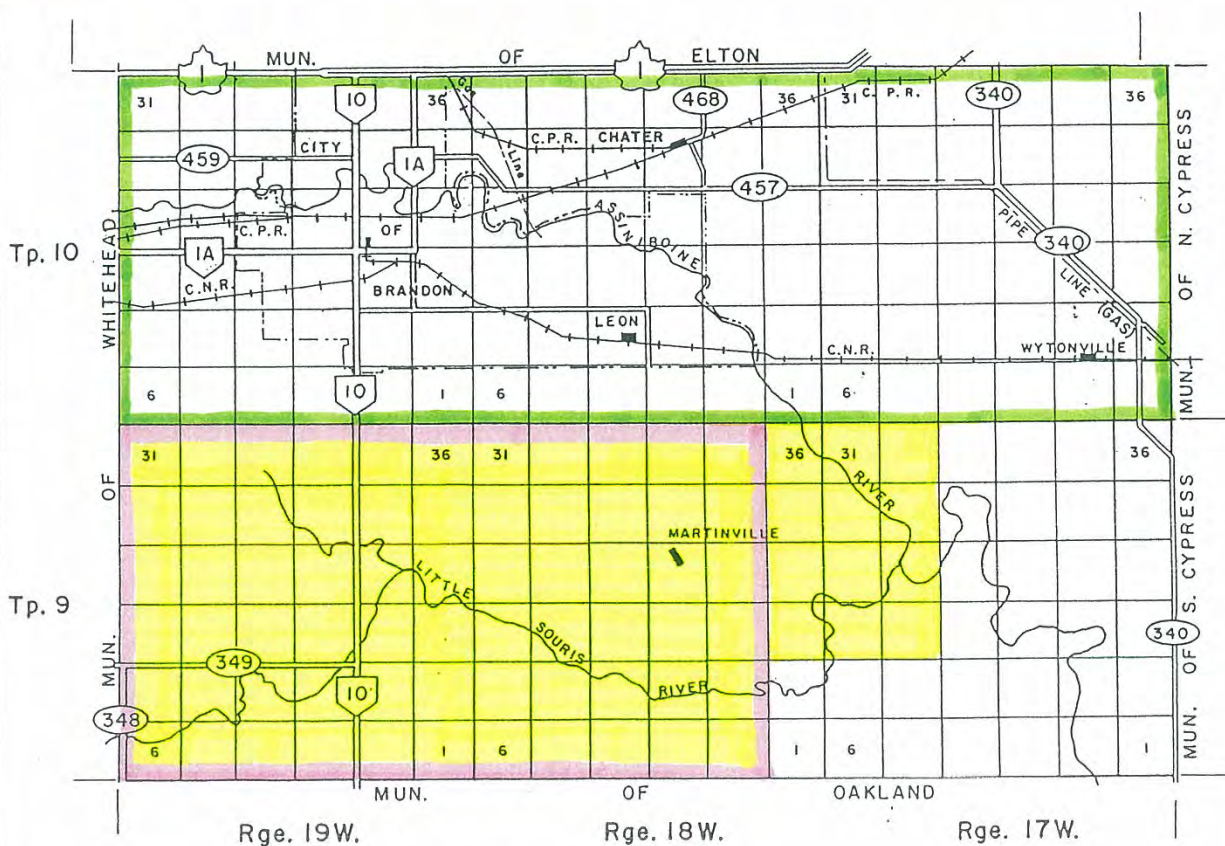 MUN. OF ELTON
1
1
31
10
36
Gas Line
468
36
31
C. P. R.
340
36
C.P.R. CHATER
459
CITY
1A
457
MUN. OF N. CYPRESS
ASSINIBOINE
PIPE LINE (GAS)
340
C.P.R.
OF
Tp. 10
1A
C.N.R.
BRANDON
WHITEHEAD
LEON
C.N.R.
WYTONVILLE
10
6
1
6
1
6
31
36
31
36
31
36
OF
RIVER
MARTINVILLE
LITTLE
Tp. 9
SOURIS
340
MUN. OF S. CYPRESS
349
MUN.
10
RIVER
348
6
1
6
1
6
1
MUN. OF OAKLAND
Rge. 19W. Rge. 18W. Rge. 17W.